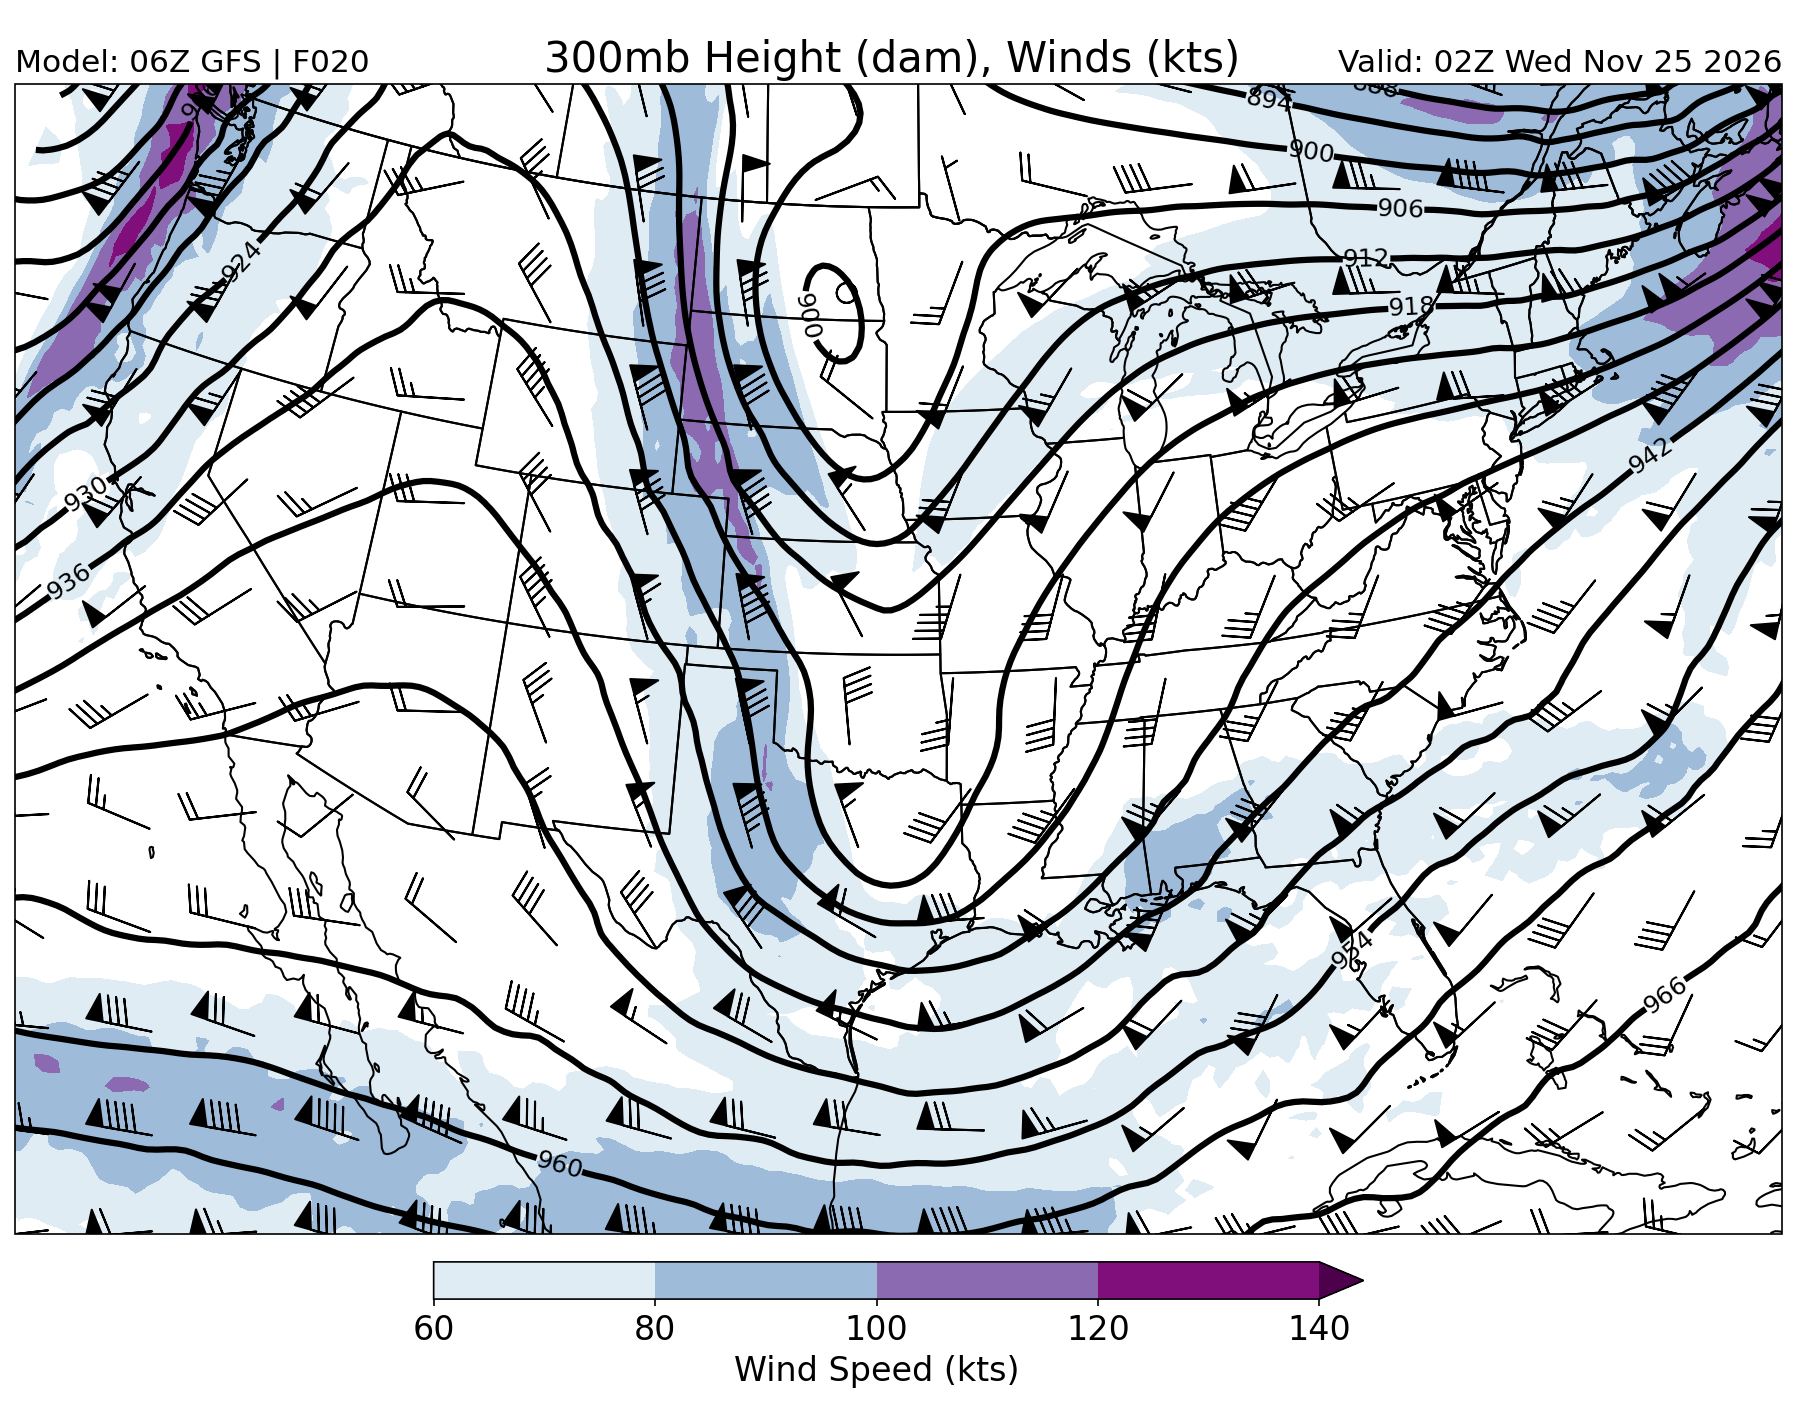 Model: 06Z GFS | F020
300mb Height (dam), Winds (kts)
Valid: 02Z Wed Nov 25 2026
894
900
906
912
924
918
900
942
930
936
954
966
960
60 80 100 120 140
Wind Speed (kts)